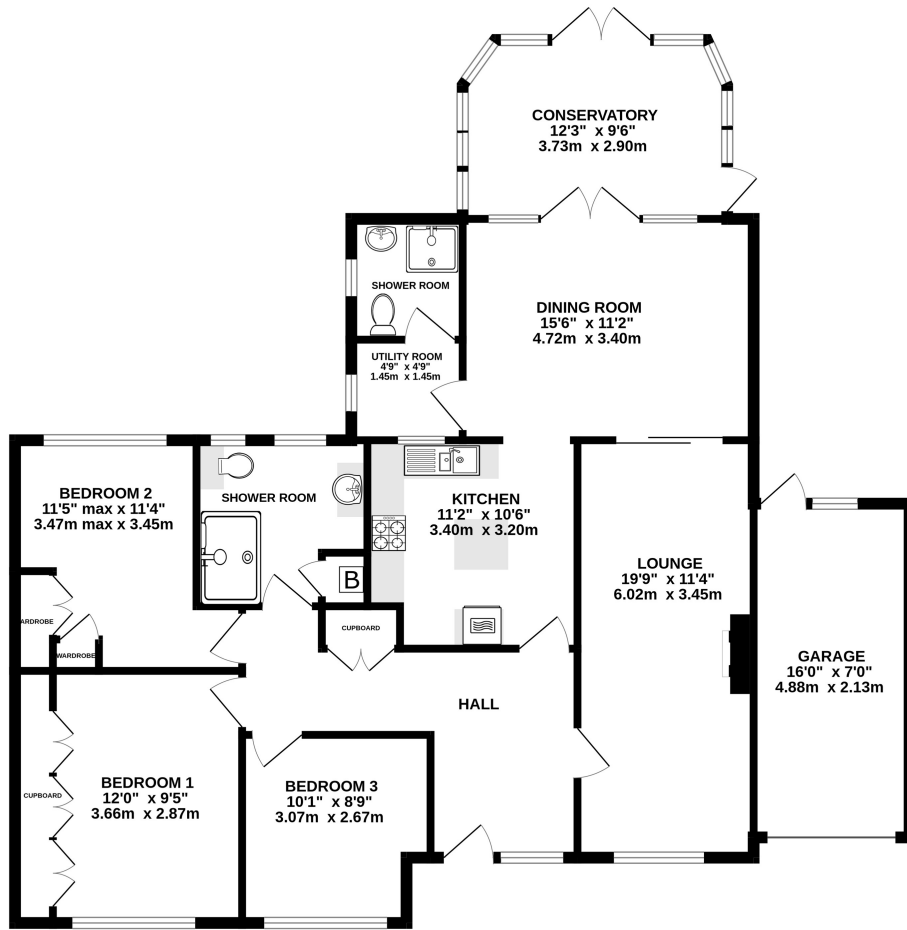 CONSERVATORY
12'3" x 9'6"
3.73m x 2.90m
SHOWER ROOM
DINING ROOM
15'6" x 11'2"
4.72m x 3.40m
UTILITY ROOM
4'9" x 4'9"
1.45m x 1.45m
BEDROOM 2
11'5" max x 11'4"
3.47m max x 3.45m
SHOWER ROOM
KITCHEN
11'2" x 10'6"
3.40m x 3.20m
B
LOUNGE
19'9" x 11'4"
6.02m x 3.45m
ARDROBE
WARDROBE
CUPBOARD
GARAGE
16'0" x 7'0"
4.88m x 2.13m
HALL
CUPBOARD
BEDROOM 1
12'0" x 9'5"
3.66m x 2.87m
BEDROOM 3
10'1" x 8'9"
3.07m x 2.67m